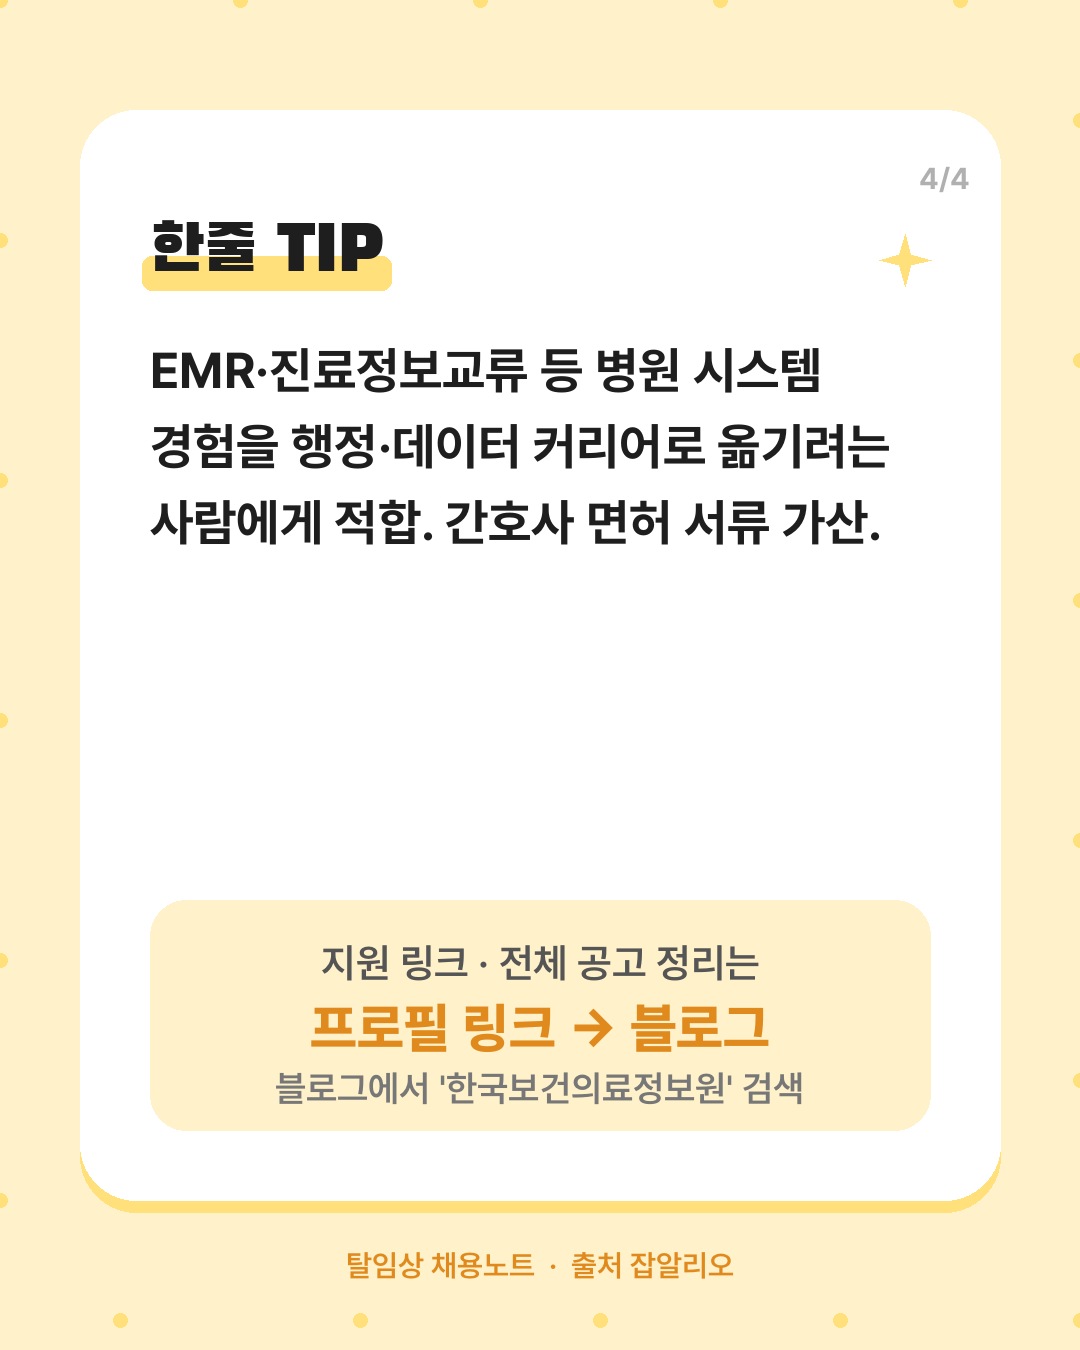 4/4
한줄 TIP
EMR·진료정보교류 등 병원 시스템
경험을 행정·데이터 커리어로 옮기려는
사람에게 적합. 간호사 면허 서류 가산.
지원 링크 · 전체 공고 정리는
프로필 링크 → 블로그
블로그에서 '한국보건의료정보원' 검색
탈임상 채용노트 · 출처 잡알리오